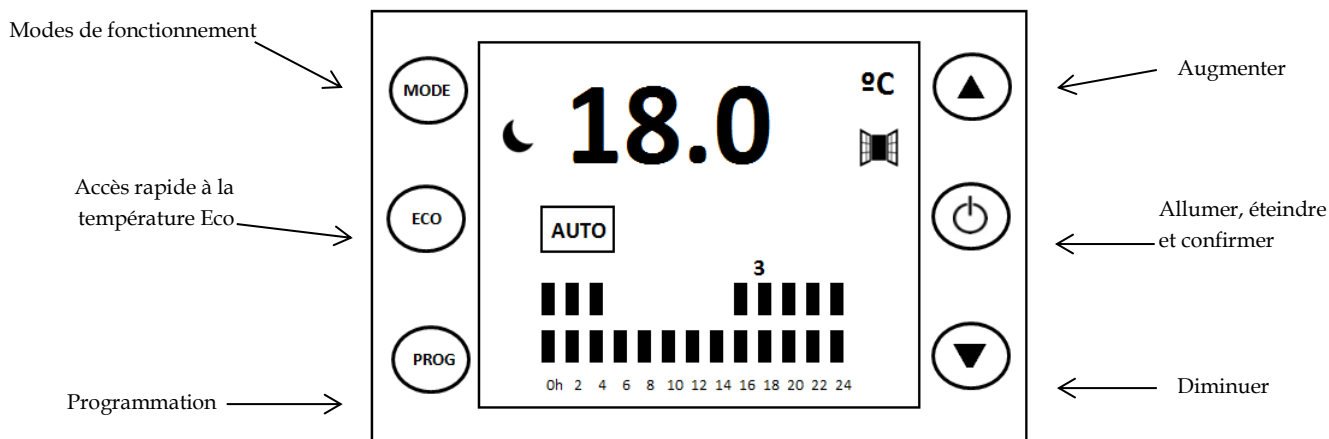 Modes de fonctionnement
MODE
18.0
ºC
Augmenter
Accès rapide à la
température Eco
ECO
AUTO
Allumer, éteindre
et confirmer
3
PROG
0h 2 4 6 8 10 12 14 16 18 20 22 24
Programmation
Diminuer